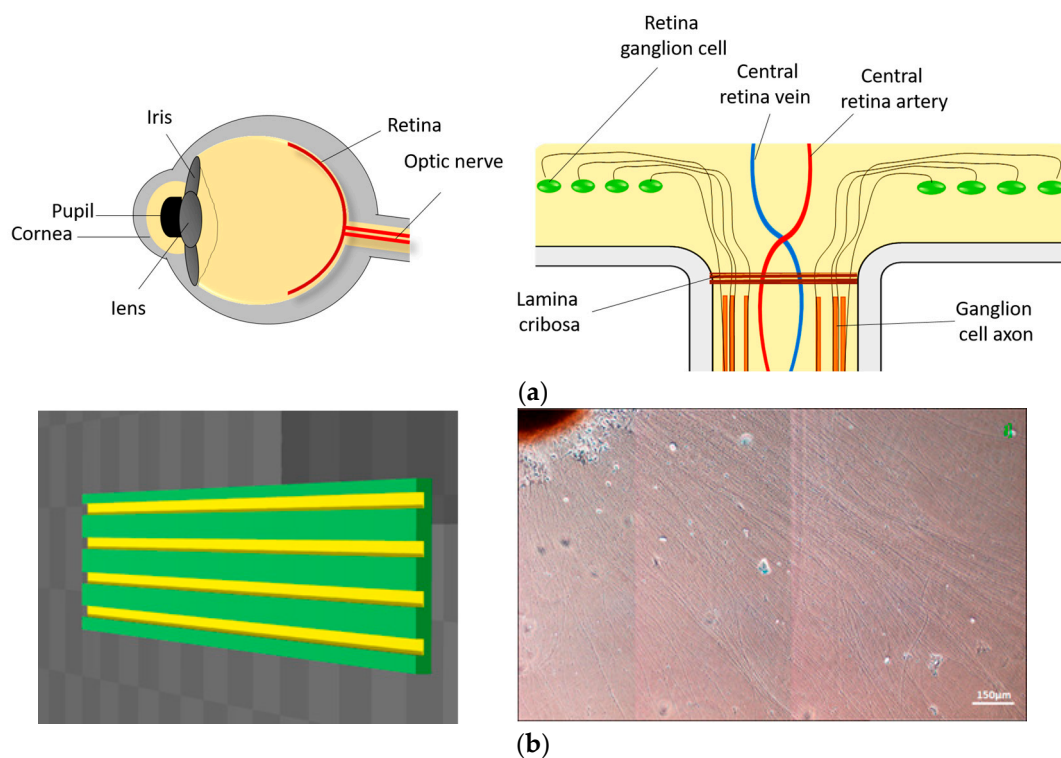 Iris
Pupil
Cornea
lens
Retina
Optic nerve
Retina
ganglion cell
Central
retina vein
Central
retina artery
Lamina
cribosa
Ganglion
cell axon
(a)
150µm
(b)